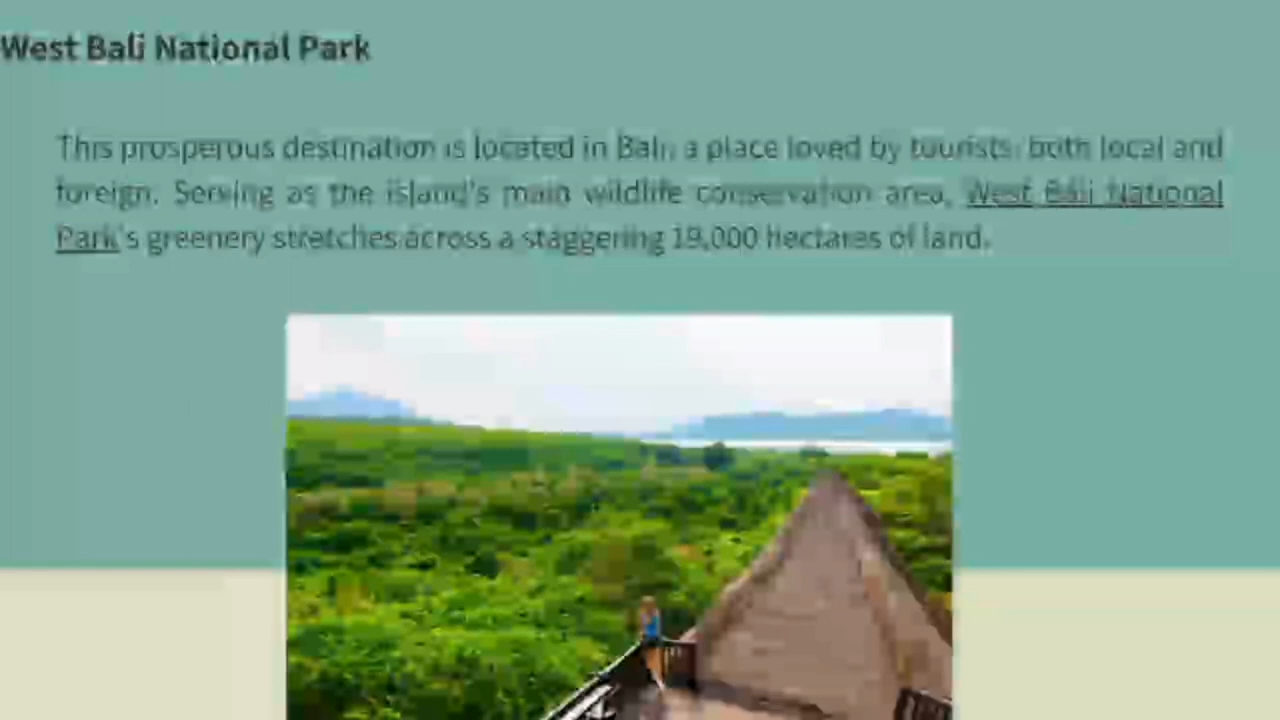 West Bali National Park
This prosperous destination is located in Bali, a place loved by tourists, both local and
foreign. Serving as the island's main wildlife conservation area, West Bali National
Park's greenery stretches across a staggering 19,000 hectares of land.